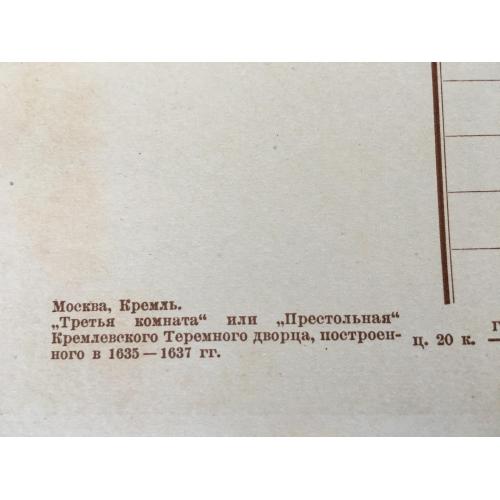 Москва, Кремль.
„Третья комната“ или „Престольная“
Кремлевского Теремного дворца, построен-
ного в 1635—1637 гг.
Г
ц. 20 к. —